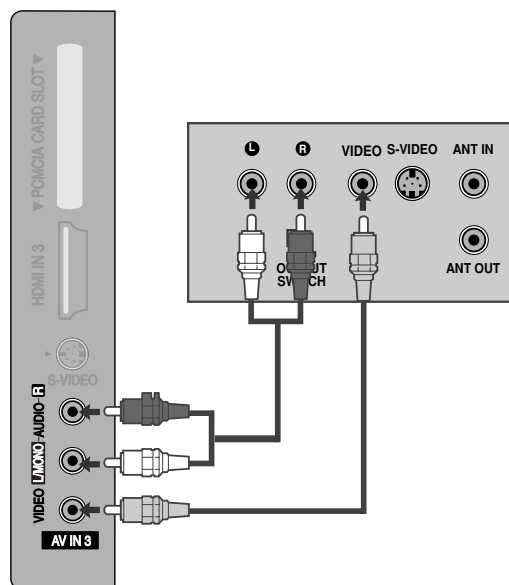 ▼ PCMCIA CARD SLOT ▼
HDMI IN 3
S-VIDEO
VIDEO L/MONO-AUDIO-R
AV IN 3
L R VIDEO S-VIDEO ANT IN
SWITCH
ANT OUT